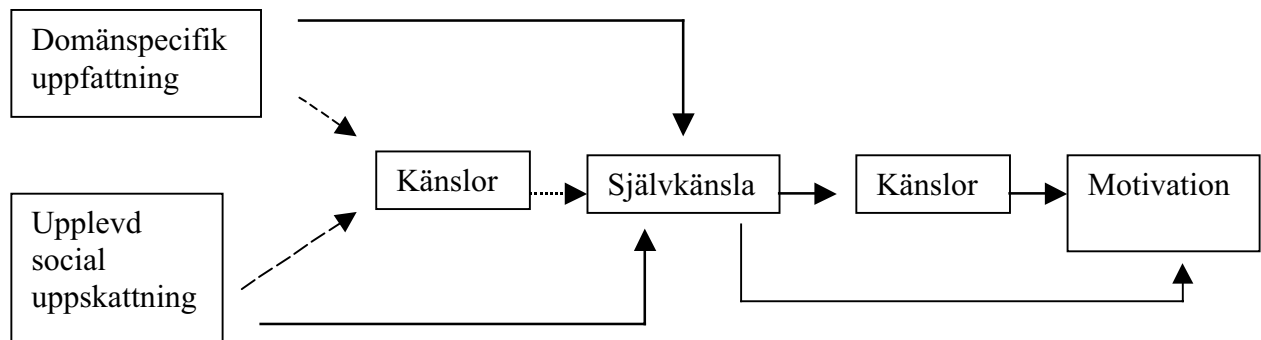 Domänspecifik
uppfattning
Känslor
Självkänsla
Känslor
Motivation
Upplevd
social
uppskattning